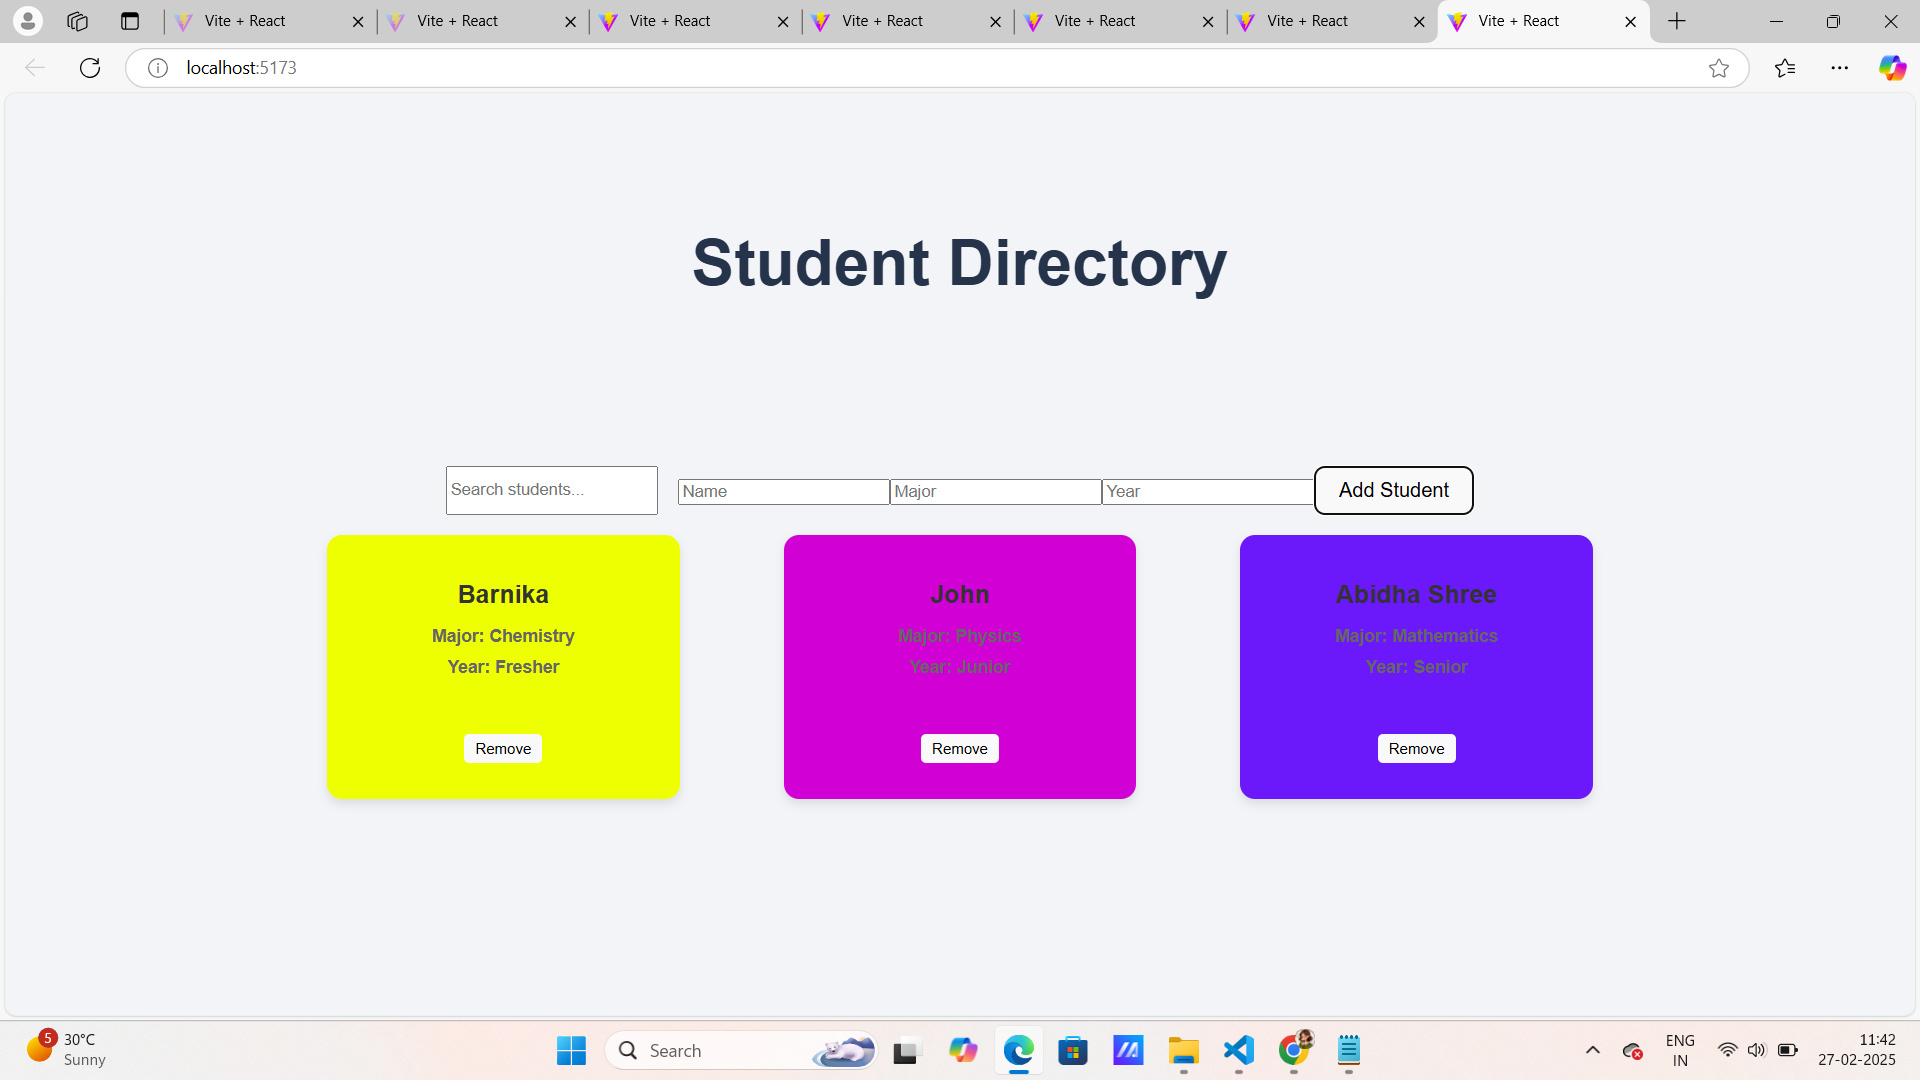 Vite + React Vite + React Vite + React Vite + React Vite + React Vite + React Vite + React
localhost:5173
Student Directory
Search students... Name Major Year Add Student
Barnika John Abidha Shree
Major: Chemistry Major: Physics Major: Mathematics
Year: Fresher Year: Junior Year: Senior
Remove Remove Remove
5 30°C Search ENG 11:42
Sunny IN 27-02-2025